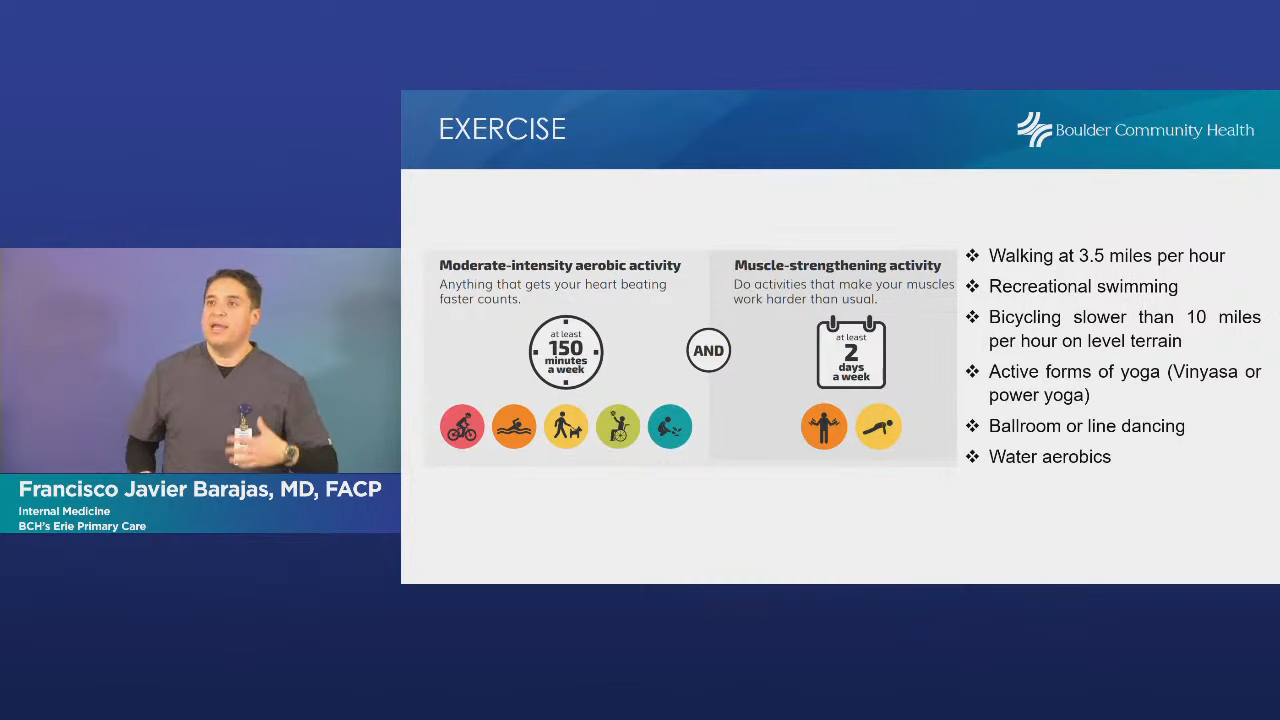 EXERCISE
Boulder Community Health
Moderate-intensity aerobic activity
Anything that gets your heart beating
faster counts.
at least
150
minutes
a week
AND
Muscle-strengthening activity
Do activities that make your muscles
work harder than usual.
at least
2
days
a week
❖ Walking at 3.5 miles per hour
❖ Recreational swimming
❖ Bicycling slower than 10 miles
per hour on level terrain
❖ Active forms of yoga (Vinyasa or
power yoga)
❖ Ballroom or line dancing
❖ Water aerobics
Francisco Javier Barajas, MD, FACP
Internal Medicine
BCH's Erie Primary Care